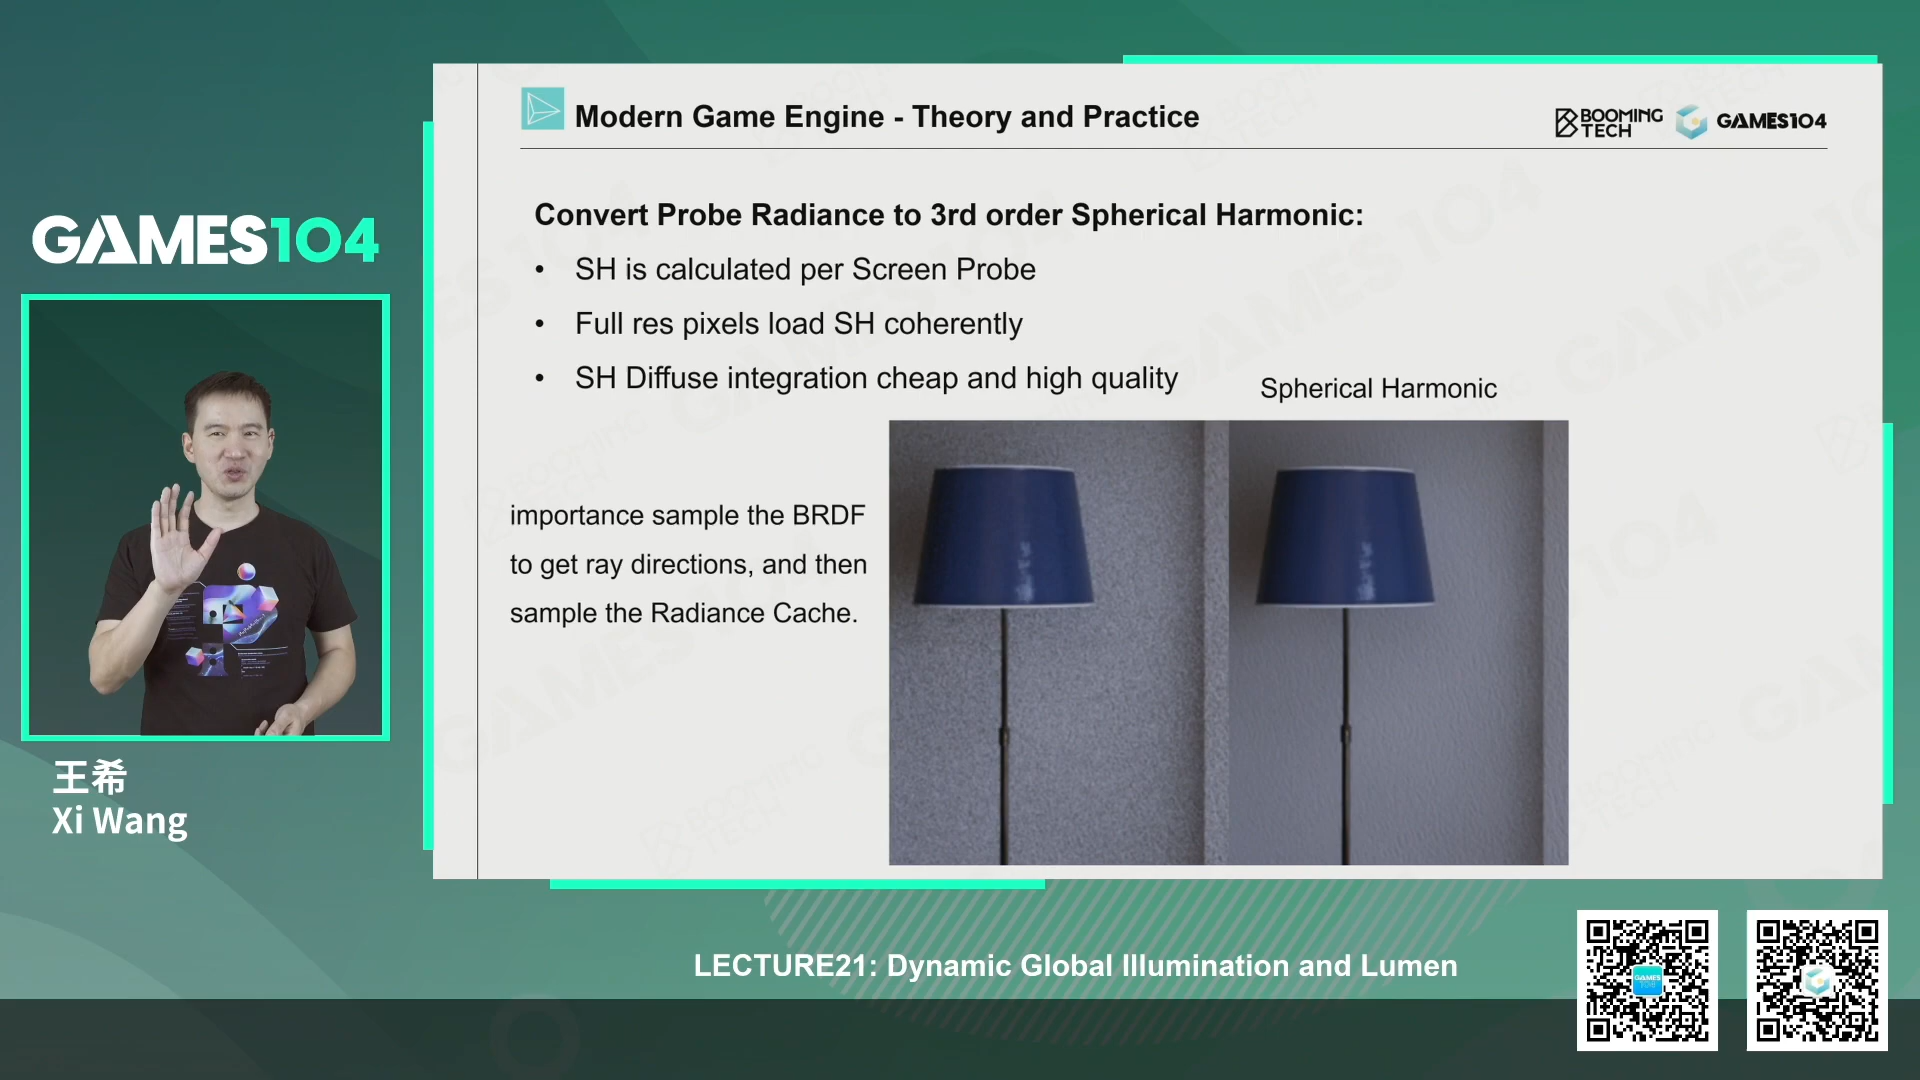 GAMES104
王希
Xi Wang
Modern Game Engine - Theory and Practice
BOOMING
TECH
GAMES104
Convert Probe Radiance to 3rd order Spherical Harmonic:
• SH is calculated per Screen Probe
• Full res pixels load SH coherently
• SH Diffuse integration cheap and high quality
Spherical Harmonic
importance sample the BRDF
to get ray directions, and then
sample the Radiance Cache.
LECTURE21: Dynamic Global Illumination and Lumen